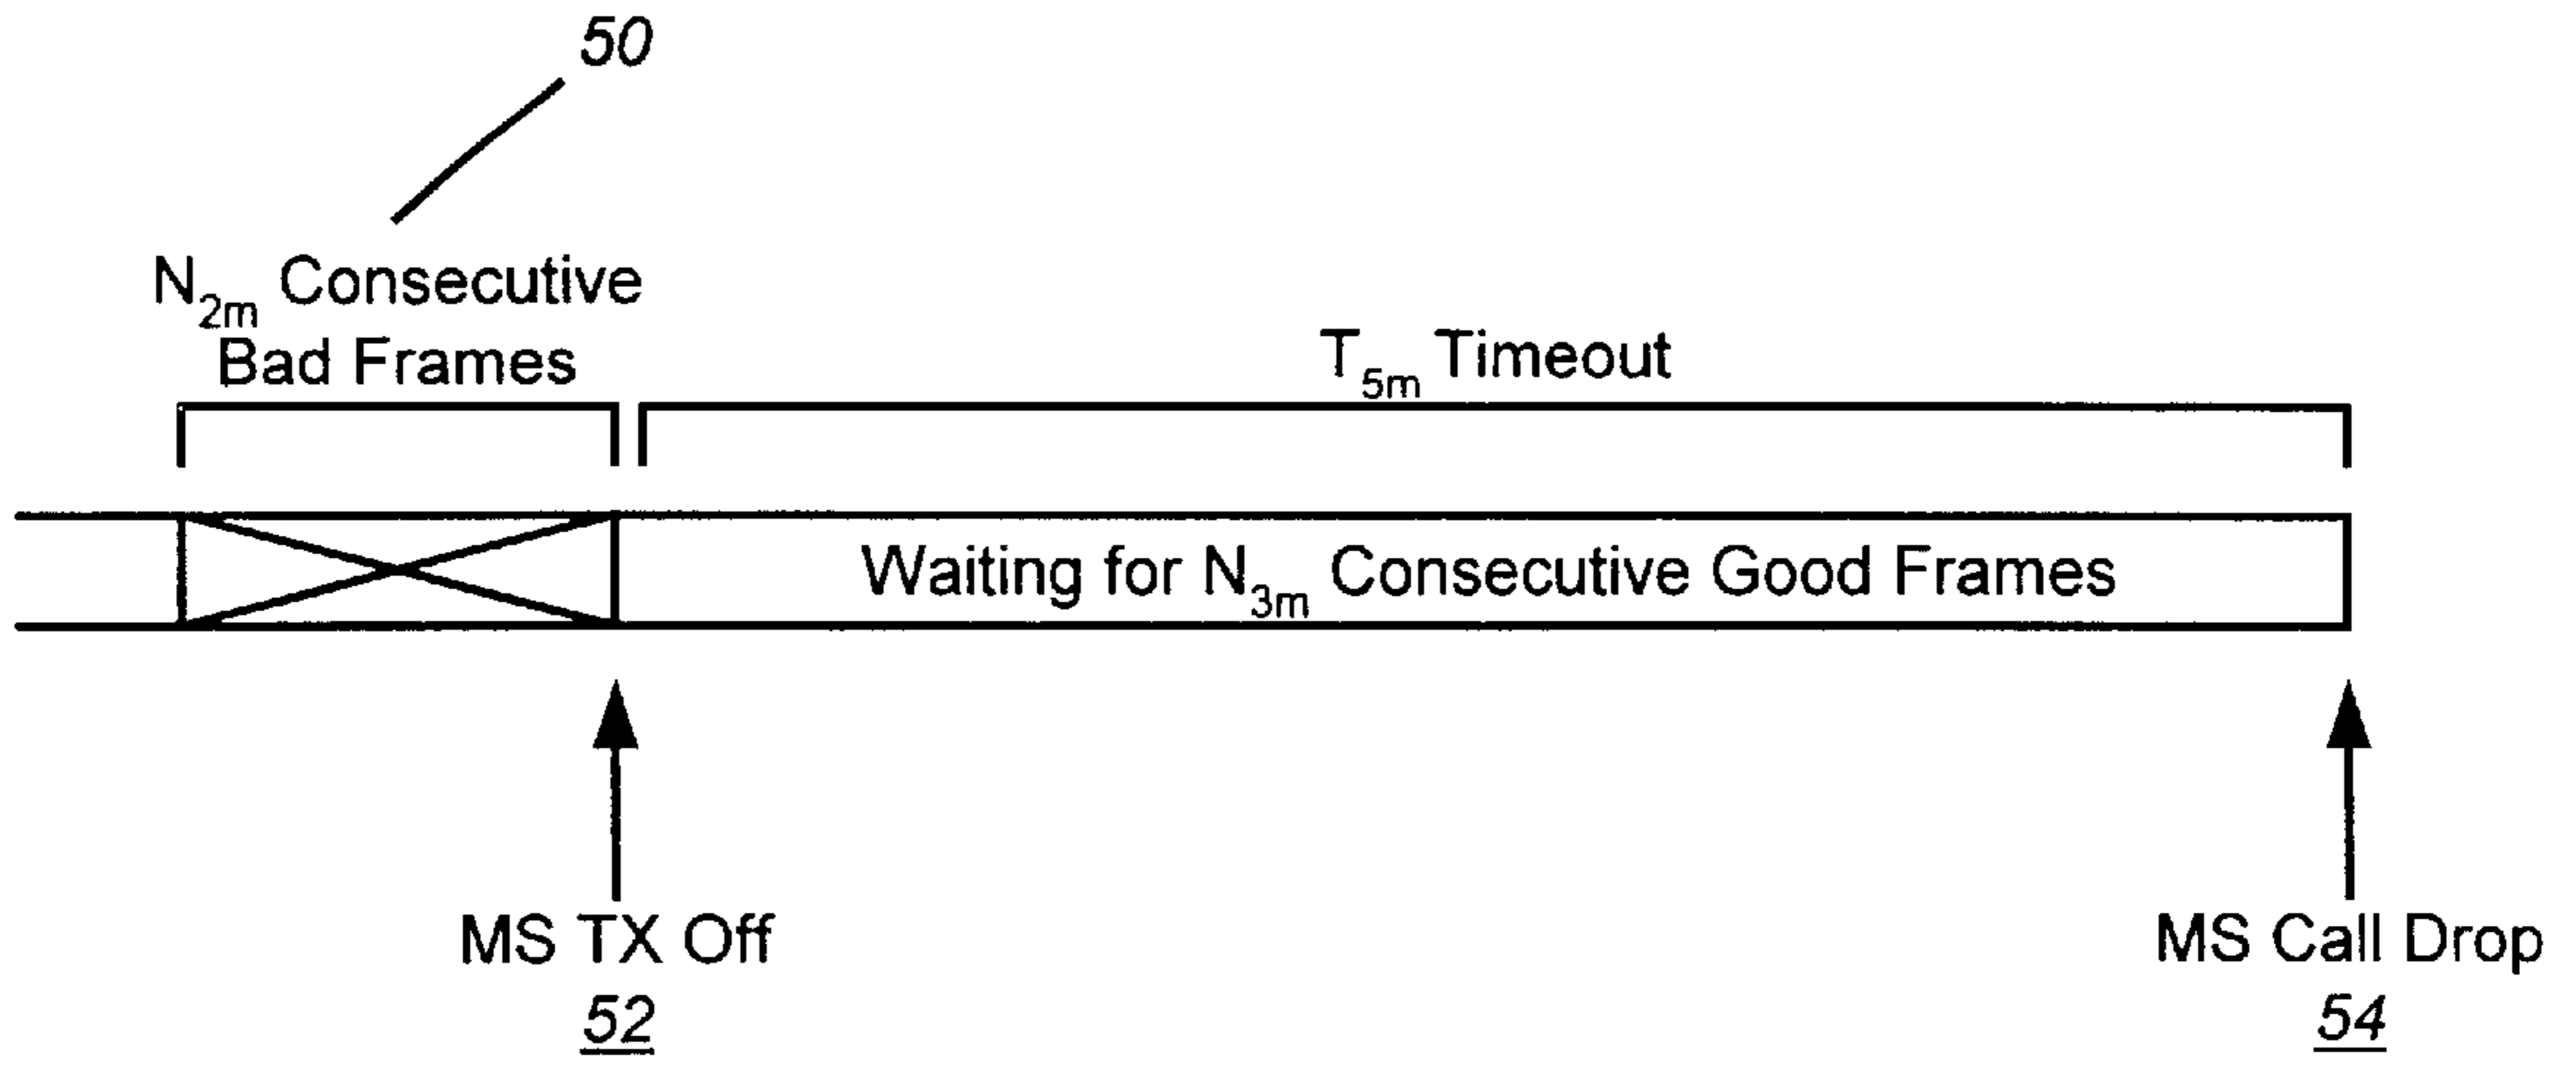 50
N2m Consecutive
Bad Frames
T5m Timeout
Waiting for N3m Consecutive Good Frames
MS TX Off
52
MS Call Drop
54